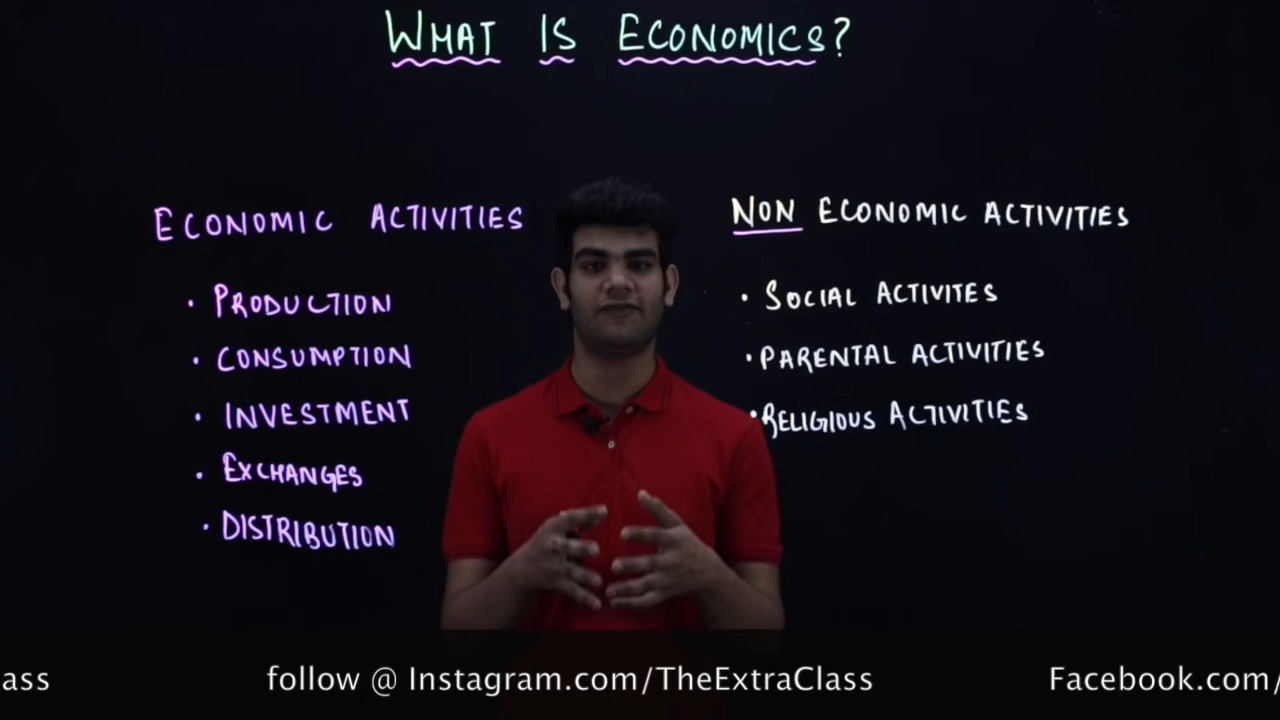 WHAT IS ECONOMICS?
ECONOMIC ACTIVITIES
• PRODUCTION
• CONSUMPTION
• INVESTMENT
• EXCHANGES
• DISTRIBUTION
NON ECONOMIC ACTIVITIES
• SOCIAL ACTIVITES
• PARENTAL ACTIVITIES
• RELIGIOUS ACTIVITIES
ass follow @ Instagram.com/TheExtraClass Facebook.com/